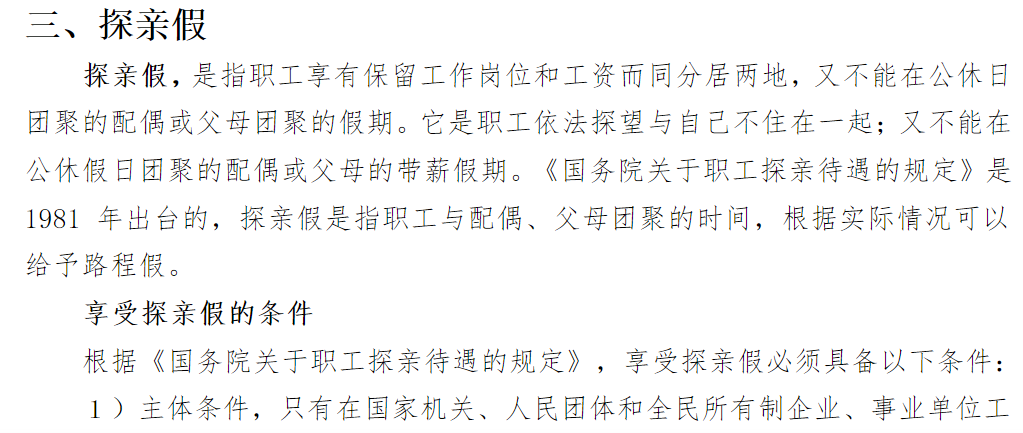 三、探亲假
探亲假，是指职工享有保留工作岗位和工资而同分居两地，又不能在公休日
团聚的配偶或父母团聚的假期。它是职工依法探望与自己不住在一起；又不能在
公休假日团聚的配偶或父母的带薪假期。《国务院关于职工探亲待遇的规定》是
1981 年出台的，探亲假是指职工与配偶、父母团聚的时间，根据实际情况可以
给予路程假。
享受探亲假的条件
根据《国务院关于职工探亲待遇的规定》，享受探亲假必须具备以下条件：
1 ）主体条件，只有在国家机关、人民团体和全民所有制企业、事业单位工